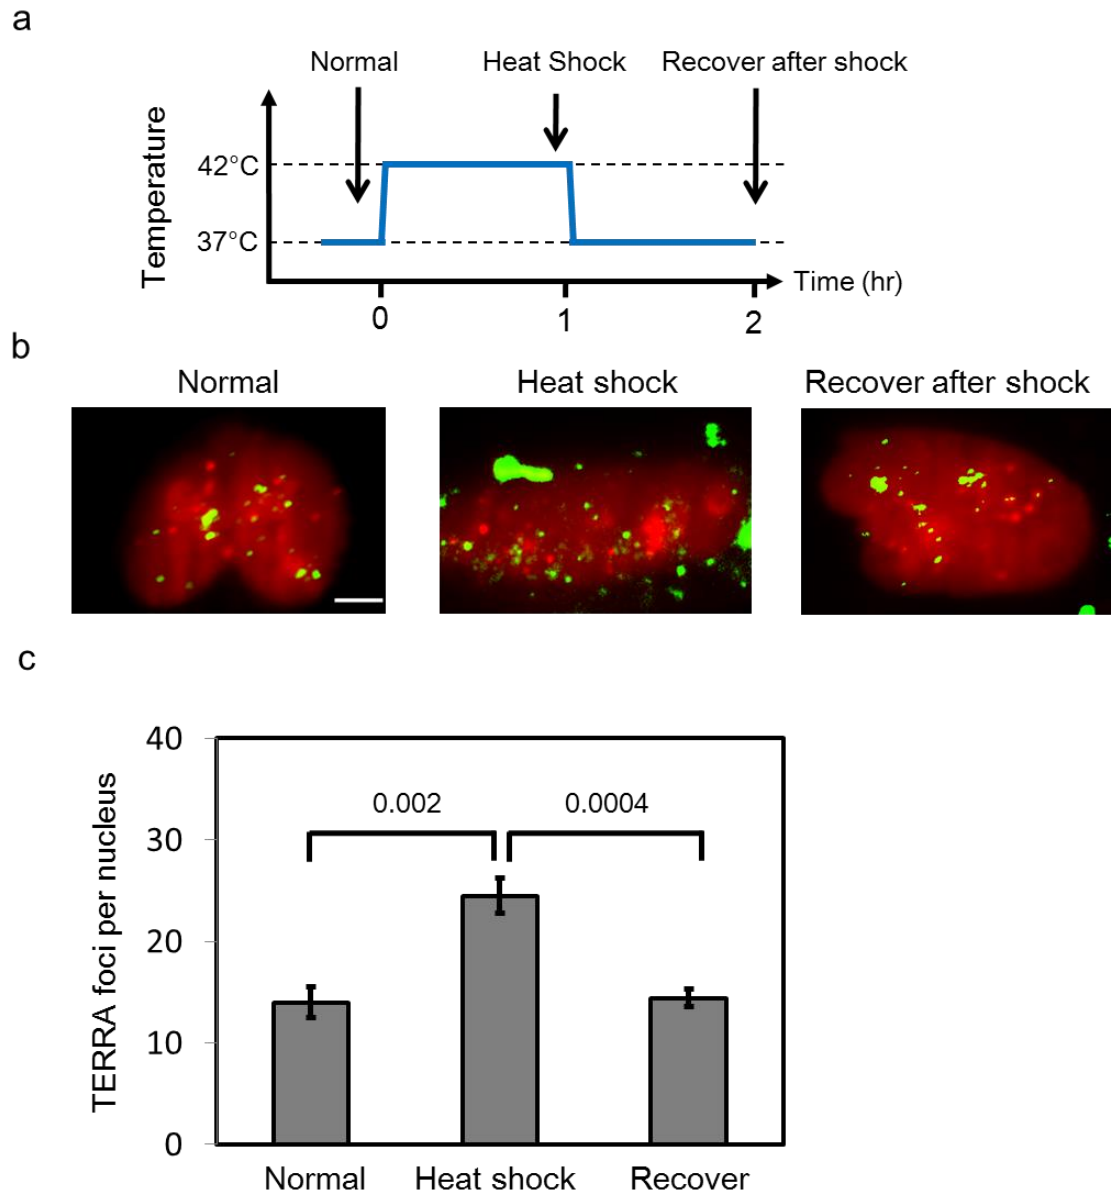 a
Normal Heat Shock Recover after shock
Temperature
42°C
37°C
Time (hr)
0 1 2
b
Normal Heat shock Recover after shock
c
TERRA foci per nucleus
40
0.002 0.0004
30
20
10
0
Normal Heat shock Recover